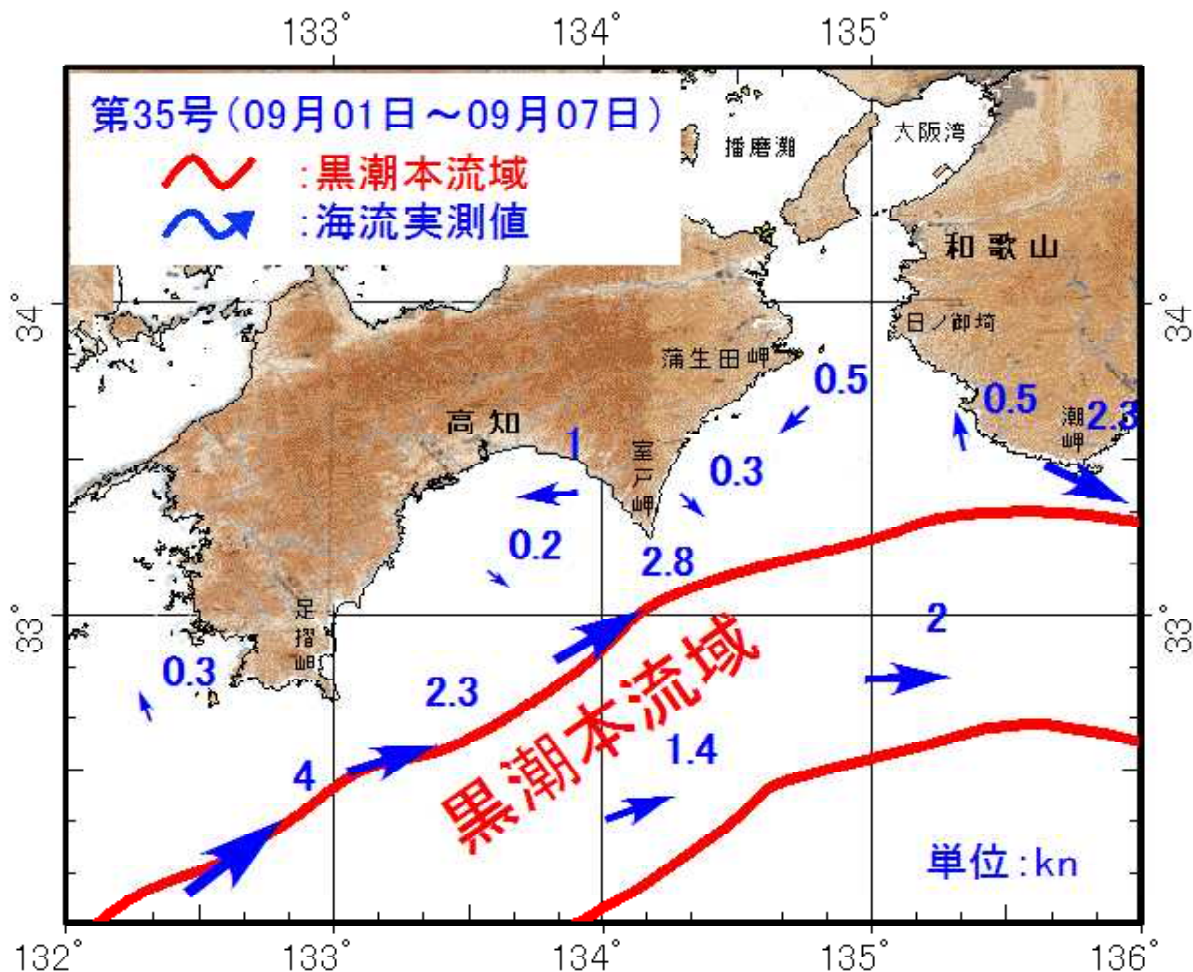 133° 134° 135°
第35号(09月01日～09月07日)
:黒潮本流域
:海流実測値
播磨灘
大阪湾
和歌山
34° 34°
日ノ御埼
蒲生田岬
0.5
0.5
潮岬
2.3
高知
1
室戸岬
0.3
0.2
2.8
33° 33°
足摺岬
2
0.3
2.3
黒潮本流域
1.4
4
単位:kn
132° 133° 134° 135° 136°